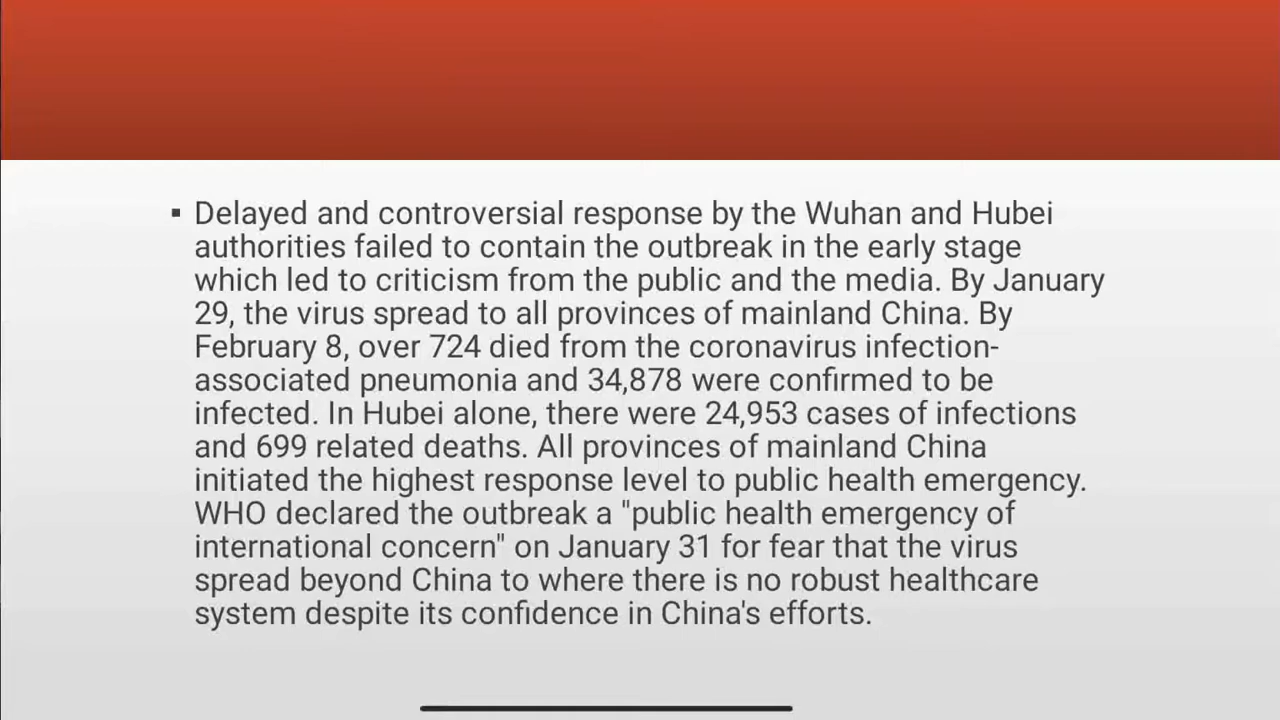 ▪ Delayed and controversial response by the Wuhan and Hubei
authorities failed to contain the outbreak in the early stage
which led to criticism from the public and the media. By January
29, the virus spread to all provinces of mainland China. By
February 8, over 724 died from the coronavirus infection-
associated pneumonia and 34,878 were confirmed to be
infected. In Hubei alone, there were 24,953 cases of infections
and 699 related deaths. All provinces of mainland China
initiated the highest response level to public health emergency.
WHO declared the outbreak a "public health emergency of
international concern" on January 31 for fear that the virus
spread beyond China to where there is no robust healthcare
system despite its confidence in China's efforts.